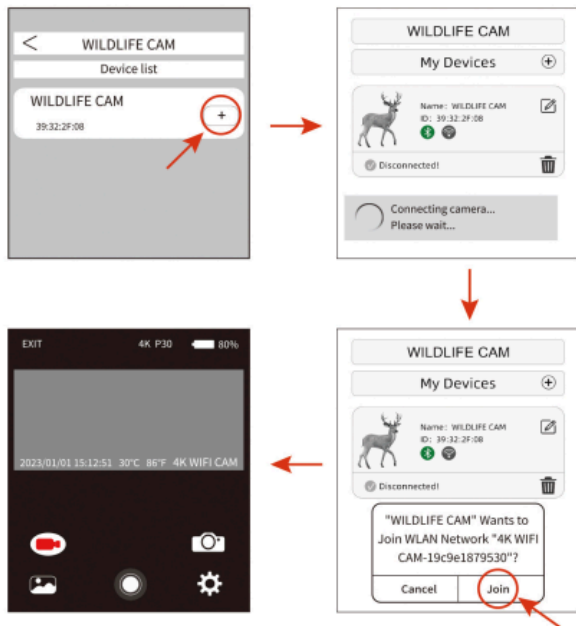 <
WILDLIFE CAM
Device list
WILDLIFE CAM
39:32:2F:08
+
WILDLIFE CAM
My Devices
Name: WILDLIFE CAM
ID: 39:32:2F:08
Disconnected!
Connecting camera...
Please wait...
WILDLIFE CAM
My Devices
Name: WILDLIFE CAM
ID: 39:32:2F:08
Disconnected!
"WILDLIFE CAM" Wants to
Join WLAN Network "4K WIFI
CAM-19c9e1879530"?
Cancel Join
EXIT 4K P30 80%
2023/01/01 15:12:51 30°C 86°F 4K WIFI CAM